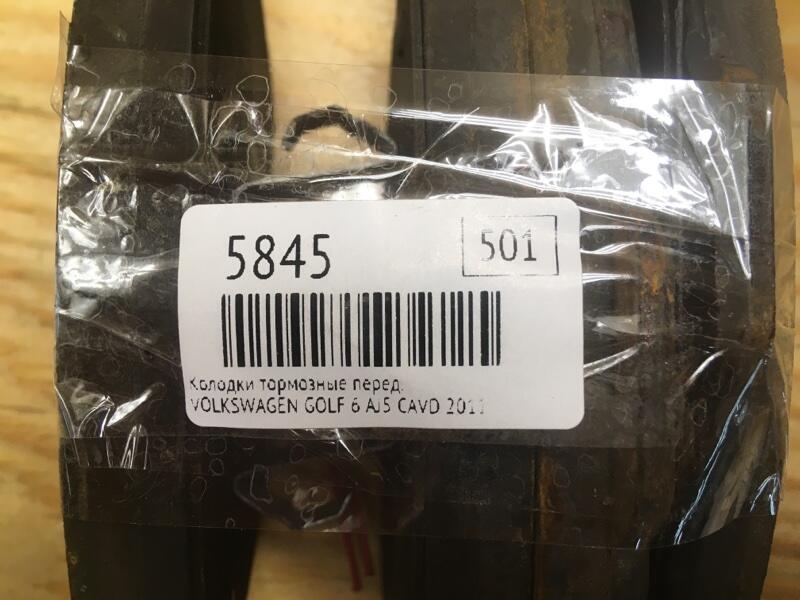 5845
501
Колодки тормозные перед.
VOLKSWAGEN GOLF 6 AJ5 CAVD 2011